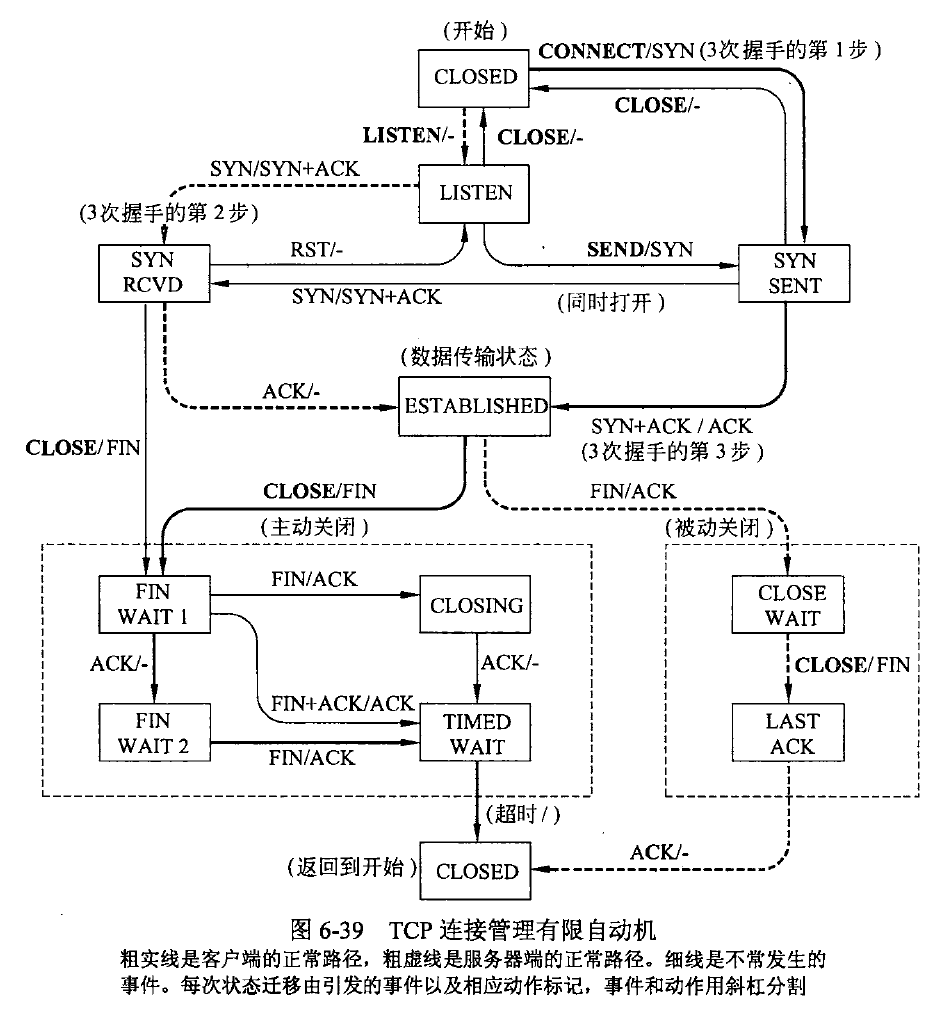 (开始)
CLOSED
CONNECT/SYN (3次握手的第1步)
CLOSE/-
LISTEN/-
CLOSE/-
SYN/SYN+ACK
LISTEN
(3次握手的第2步)
SYN
RCVD
RST/-
SEND/SYN
SYN
SENT
SYN/SYN+ACK
(同时打开)
(数据传输状态)
ACK/-
ESTABLISHED
SYN+ACK / ACK
(3次握手的第3步)
CLOSE/FIN
CLOSE/FIN
FIN/ACK
(主动关闭)
(被动关闭)
FIN
WAIT 1
FIN/ACK
CLOSING
CLOSE
WAIT
ACK/-
ACK/-
CLOSE/FIN
FIN+ACK/ACK
FIN
WAIT 2
FIN/ACK
TIMED
WAIT
LAST
ACK
(超时/)
(返回到开始)
CLOSED
ACK/-
图 6-39 TCP 连接管理有限自动机
粗实线是客户端的正常路径，粗虚线是服务器端的正常路径。细线是不常发生的
事件。每次状态迁移由引发的事件以及相应动作标记，事件和动作用斜杠分割